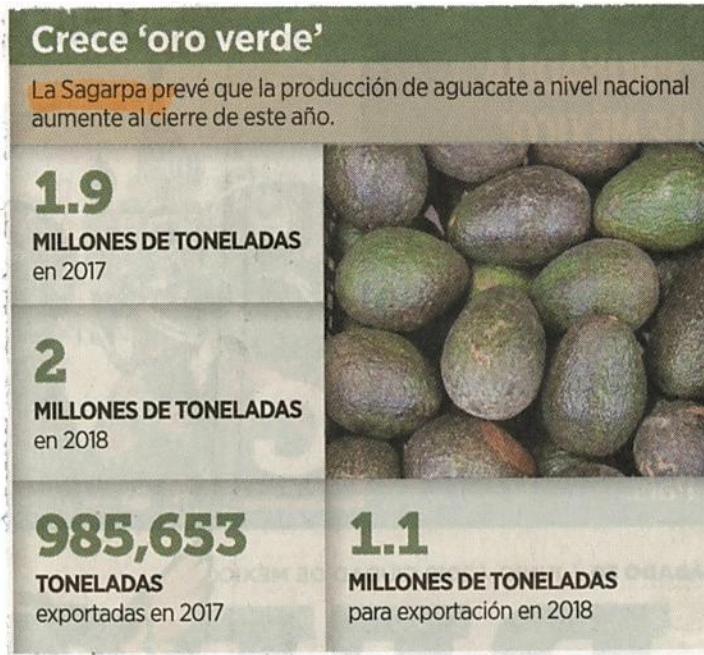 Crece ‘oro verde’
La Sagarpa prevé que la producción de aguacate a nivel nacional
aumente al cierre de este año.
1.9
MILLONES DE TONELADAS
en 2017
2
MILLONES DE TONELADAS
en 2018
985,653
TONELADAS
exportadas en 2017
1.1
MILLONES DE TONELADAS
para exportación en 2018